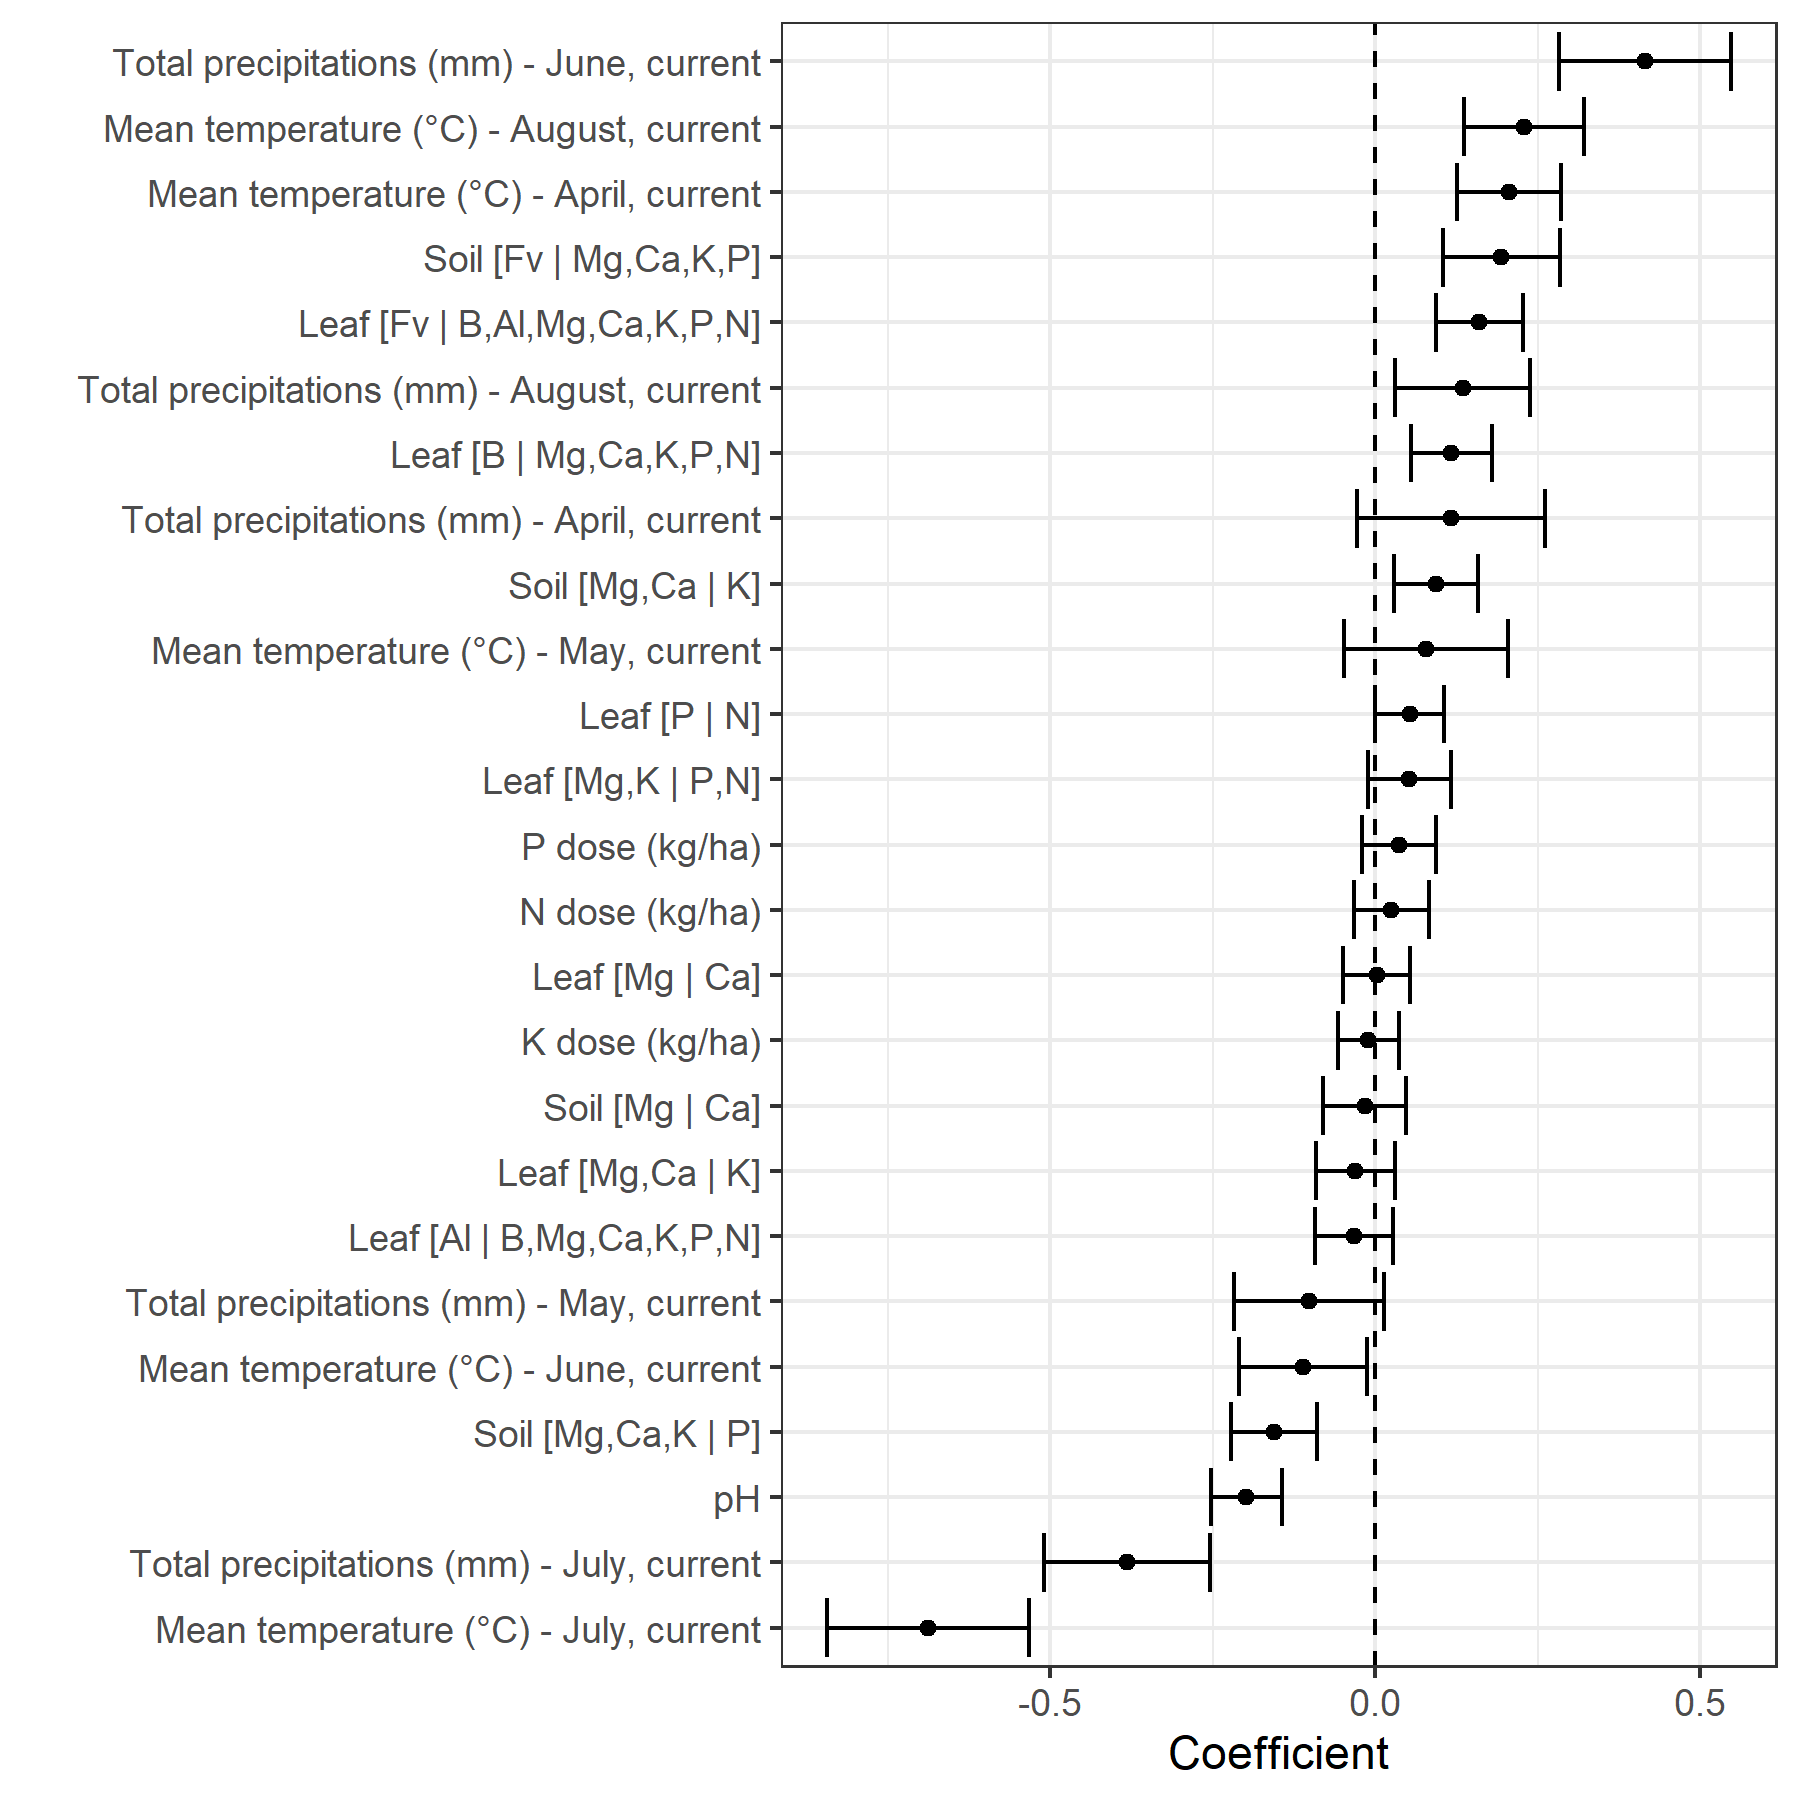 Total precipitations (mm) - June, current
Mean temperature (°C) - August, current
Mean temperature (°C) - April, current
Soil [Fv | Mg,Ca,K,P]
Leaf [Fv | B,Al,Mg,Ca,K,P,N]
Total precipitations (mm) - August, current
Leaf [B | Mg,Ca,K,P,N]
Total precipitations (mm) - April, current
Soil [Mg,Ca | K]
Mean temperature (°C) - May, current
Leaf [P | N]
Leaf [Mg,K | P,N]
P dose (kg/ha)
N dose (kg/ha)
Leaf [Mg | Ca]
K dose (kg/ha)
Soil [Mg | Ca]
Leaf [Mg,Ca | K]
Leaf [Al | B,Mg,Ca,K,P,N]
Total precipitations (mm) - May, current
Mean temperature (°C) - June, current
Soil [Mg,Ca,K | P]
pH
Total precipitations (mm) - July, current
Mean temperature (°C) - July, current
-0.5 0.0 0.5
Coefficient